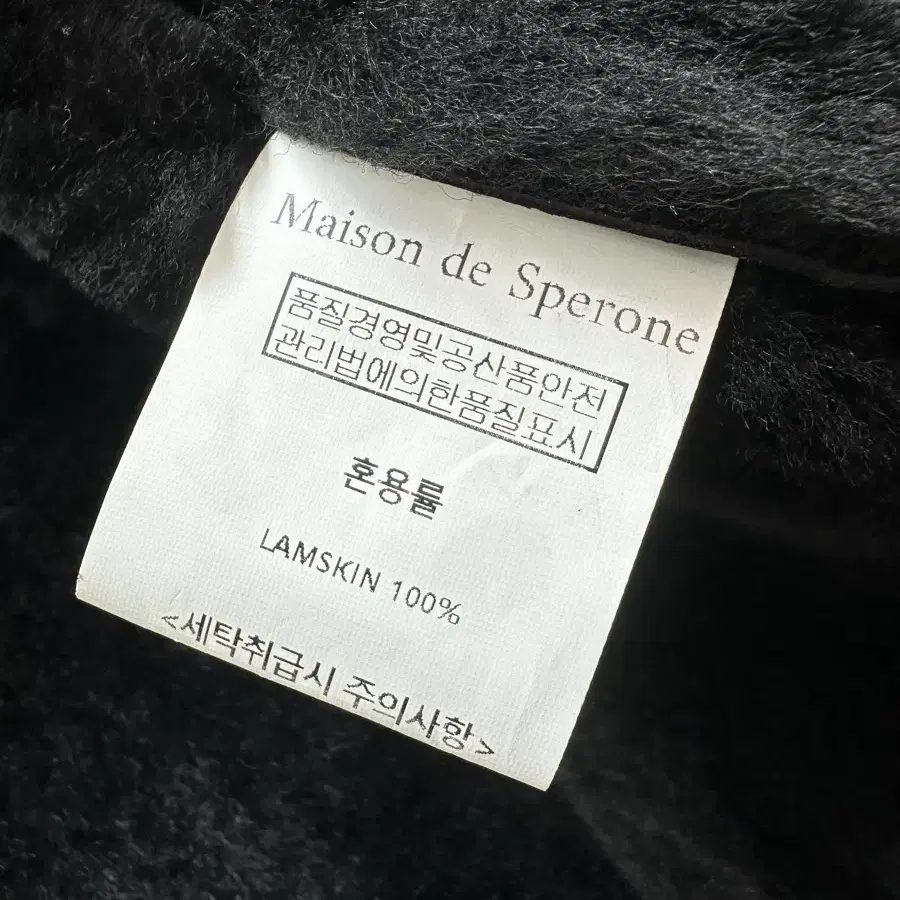 Maison de Sperone
품질경영및공산품안전
관리법에의한품질표시
혼용률
LAMSKIN 100%
<세탁취급시 주의사항>